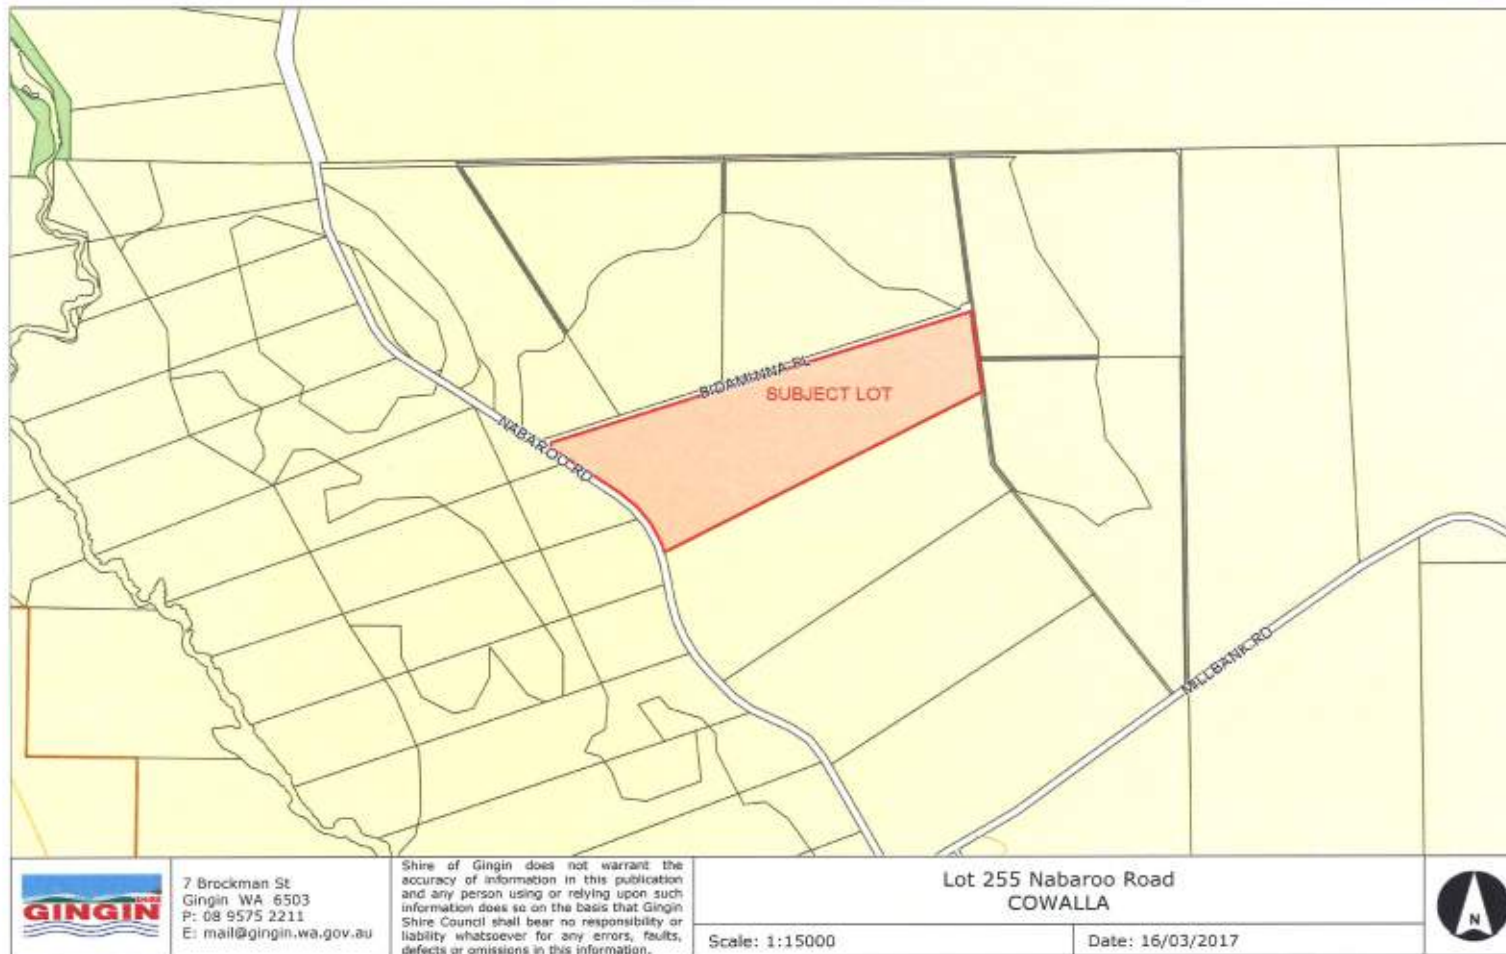 BIDAMINNA PL
SUBJECT LOT
NABAROO RD
MILLBANK RD
SHIRE
GINGIN
7 Brockman St
Gingin WA 6503
P: 08 9575 2211
E: mail@gingin.wa.gov.au
Shire of Gingin does not warrant the
accuracy of information in this publication
and any person using or relying upon such
information does so on the basis that Gingin
Shire Council shall bear no responsibility or
liability whatsoever for any errors, faults,
defects or omissions in this information.
Lot 255 Nabaroo Road
COWALLA
Scale: 1:15000
Date: 16/03/2017
N